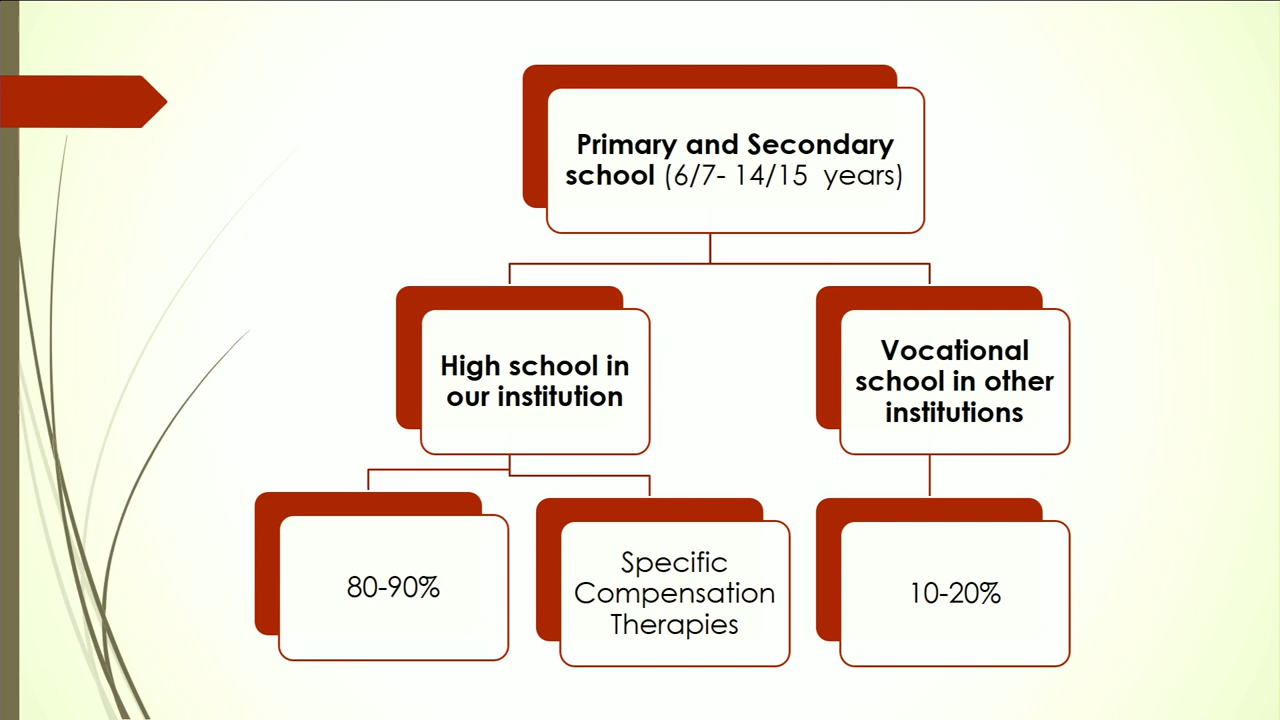 Primary and Secondary
school (6/7- 14/15  years)
High school in
our institution
Vocational
school in other
institutions
80-90%
Specific
Compensation
Therapies
10-20%